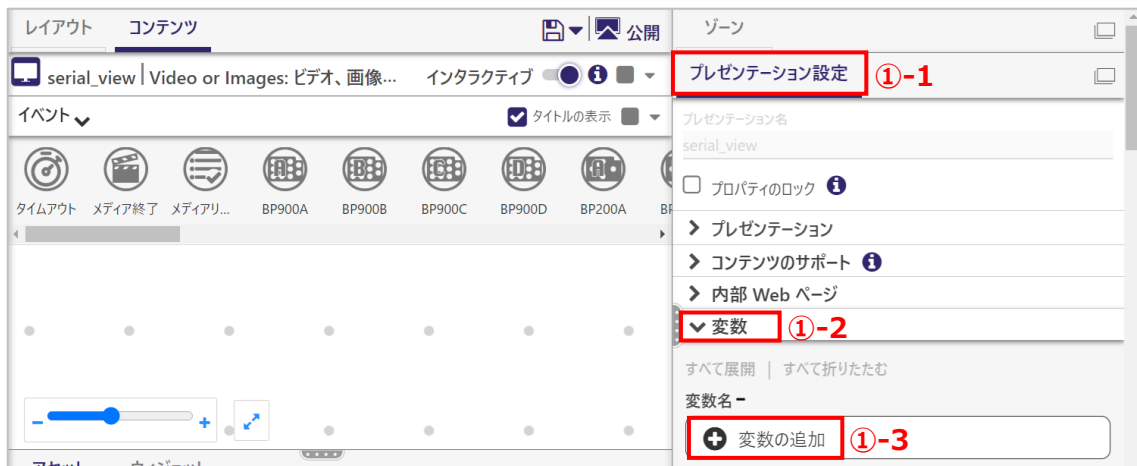 レイアウト コンテンツ 公開
serial_view Video or Images: ビデオ、画像... インタラクティブ
イベント タイトルの表示
タイムアウト メディア終了 メディアリ... BP900A BP900B BP900C BP900D BP200A
ゾーン
プレゼンテーション設定 ①-1
プレゼンテーション名
serial_view
プロパティのロック
プレゼンテーション
コンテンツのサポート
内部 Web ページ
変数 ①-2
すべて展開 | すべて折りたたむ
変数名
変数の追加 ①-3